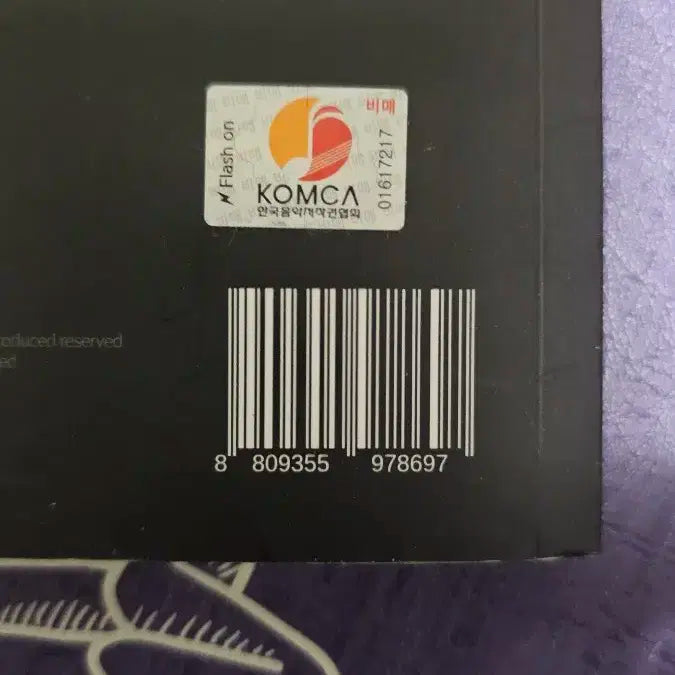 Flash on
비매
01617217
KOMCA
한국음악저작권협회
roduced reserved
ed
8 809355 978697